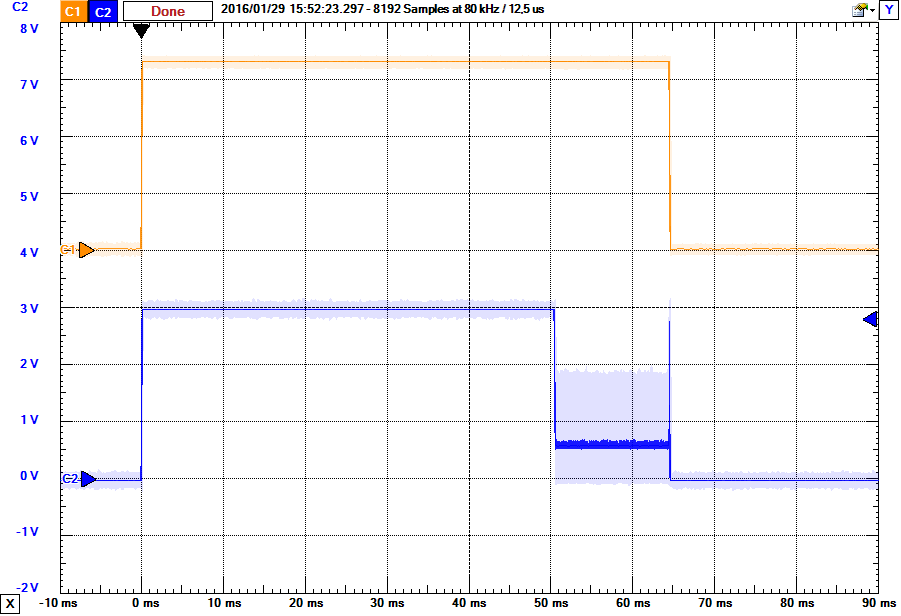 C2 C1 C2 Done 2016/01/29 15:52:23.297 - 8192 Samples at 80 kHz / 12,5 us Y
8 V
7 V
6 V
5 V
C1 4 V
3 V
2 V
1 V
C2 0 V
-1 V
-2 V
X -10 ms 0 ms 10 ms 20 ms 30 ms 40 ms 50 ms 60 ms 70 ms 80 ms 90 ms